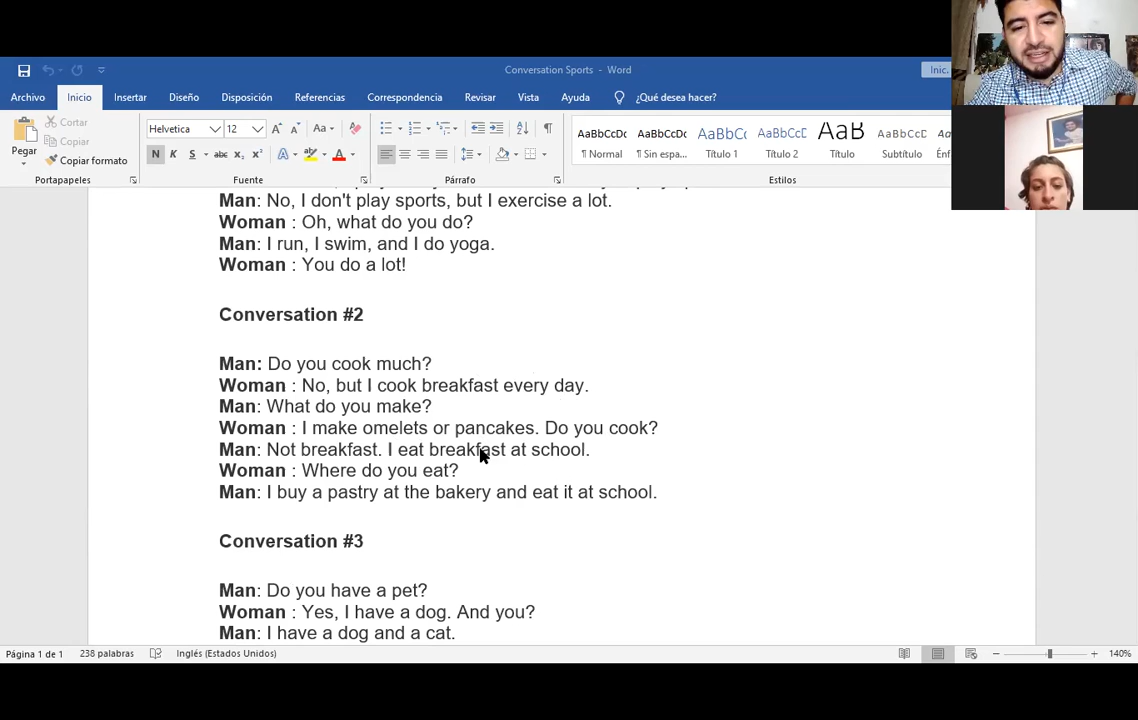 Conversation Sports - Word
Inic.
Archivo Inicio Insertar Diseño Disposición Referencias Correspondencia Revisar Vista Ayuda ¿Qué desea hacer?
Pegar
Cortar
Copiar
Copiar formato
Portapapeles
Helvetica 12
Fuente
Párrafo
AaBbCcDc AaBbCcDc AaBbCc AaBbCcD AaB AaBbCcD
¶ Normal ¶ Sin espa... Título 1 Título 2 Título Subtítulo
Estilos
Man: No, I don't play sports, but I exercise a lot.
Woman : Oh, what do you do?
Man: I run, I swim, and I do yoga.
Woman : You do a lot!
Conversation #2
Man: Do you cook much?
Woman : No, but I cook breakfast every day.
Man: What do you make?
Woman : I make omelets or pancakes. Do you cook?
Man: Not breakfast. I eat breakfast at school.
Woman : Where do you eat?
Man: I buy a pastry at the bakery and eat it at school.
Conversation #3
Man: Do you have a pet?
Woman : Yes, I have a dog. And you?
Man: I have a dog and a cat.
Página 1 de 1 238 palabras Inglés (Estados Unidos) 140%